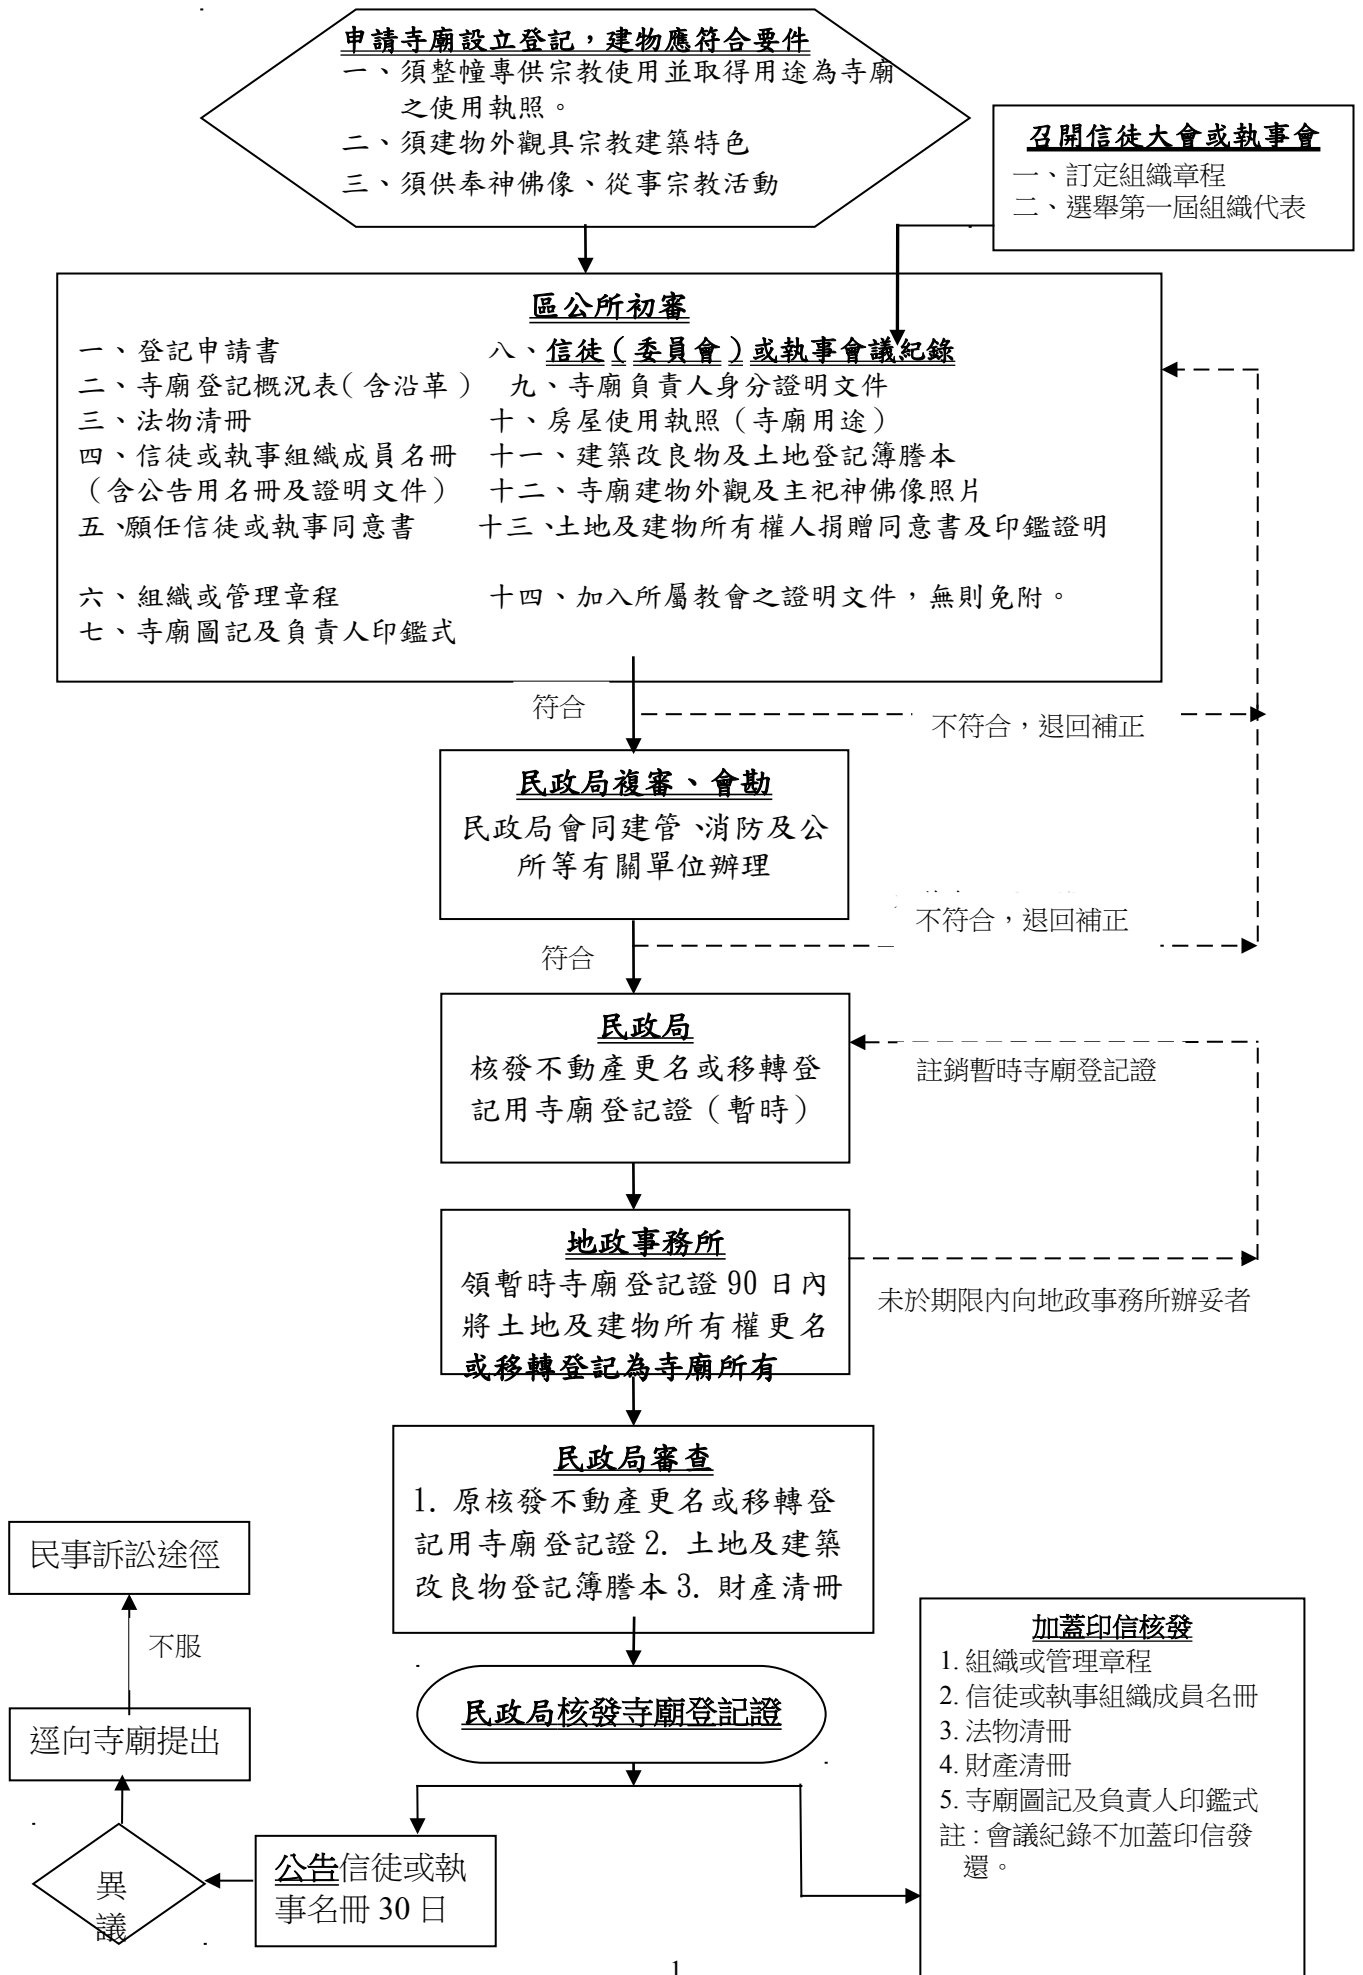 申請寺廟設立登記，建物應符合要件
一、須整幢專供宗教使用並取得用途為寺廟
之使用執照。
二、須建物外觀具宗教建築特色
三、須供奉神佛像、從事宗教活動
召開信徒大會或執事會
一、訂定組織章程
二、選舉第一屆組織代表
區公所初審
一、登記申請書
八、信徒（委員會）或執事會議紀錄
二、寺廟登記概況表（含沿革）
九、寺廟負責人身分證明文件
三、法物清冊
十、房屋使用執照（寺廟用途）
四、信徒或執事組織成員名冊
十一、建築改良物及土地登記簿謄本
（含公告用名冊及證明文件）
十二、寺廟建物外觀及主祀神佛像照片
五、願任信徒或執事同意書
十三、土地及建物所有權人捐贈同意書及印鑑證明
六、組織或管理章程
十四、加入所屬教會之證明文件，無則免附。
七、寺廟圖記及負責人印鑑式
符合
不符合，退回補正
民政局複審、會勘
民政局會同建管、消防及公
所等有關單位辦理
不符合，退回補正
符合
民政局
核發不動產更名或移轉登
記用寺廟登記證（暫時）
註銷暫時寺廟登記證
地政事務所
領暫時寺廟登記證 90 日內
將土地及建物所有權更名
或移轉登記為寺廟所有
未於期限內向地政事務所辦妥者
民政局審查
1. 原核發不動產更名或移轉登
記用寺廟登記證 2. 土地及建築
改良物登記簿謄本 3. 財產清冊
民事訴訟途徑
不服
逕向寺廟提出
民政局核發寺廟登記證
加蓋印信核發
1. 組織或管理章程
2. 信徒或執事組織成員名冊
3. 法物清冊
4. 財產清冊
5. 寺廟圖記及負責人印鑑式
註：會議紀錄不加蓋印信發
還。
異
議
公告信徒或執
事名冊 30 日
1